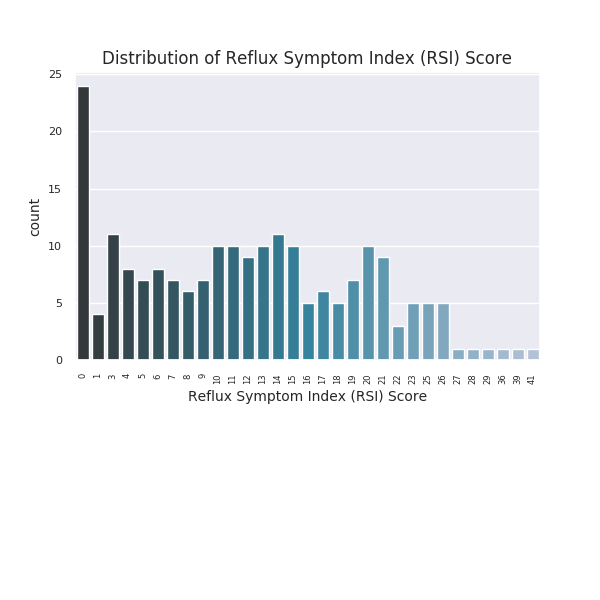 Distribution of Reflux Symptom Index (RSI) Score
25
20
15
10
5
0
count
0 1 3 4 5 6 7 8 9 10 11 12 13 14 15 16 17 18 19 20 21 22 23 25 26 27 28 29 36 39 41
Reflux Symptom Index (RSI) Score